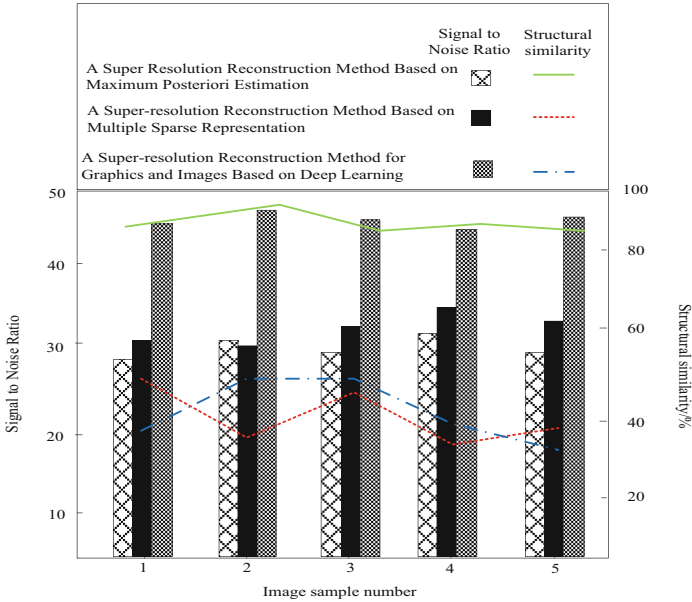 Signal to
Noise Ratio
Structural
similarity
A Super Resolution Reconstruction Method Based on
Maximum Posteriori Estimation
A Super-resolution Reconstruction Method Based on
Multiple Sparse Representation
A Super-resolution Reconstruction Method for
Graphics and Images Based on Deep Learning
50
40
30
20
10
Signal to Noise Ratio
100
80
60
40
20
Structural similarity/%
1 2 3 4 5
Image sample number